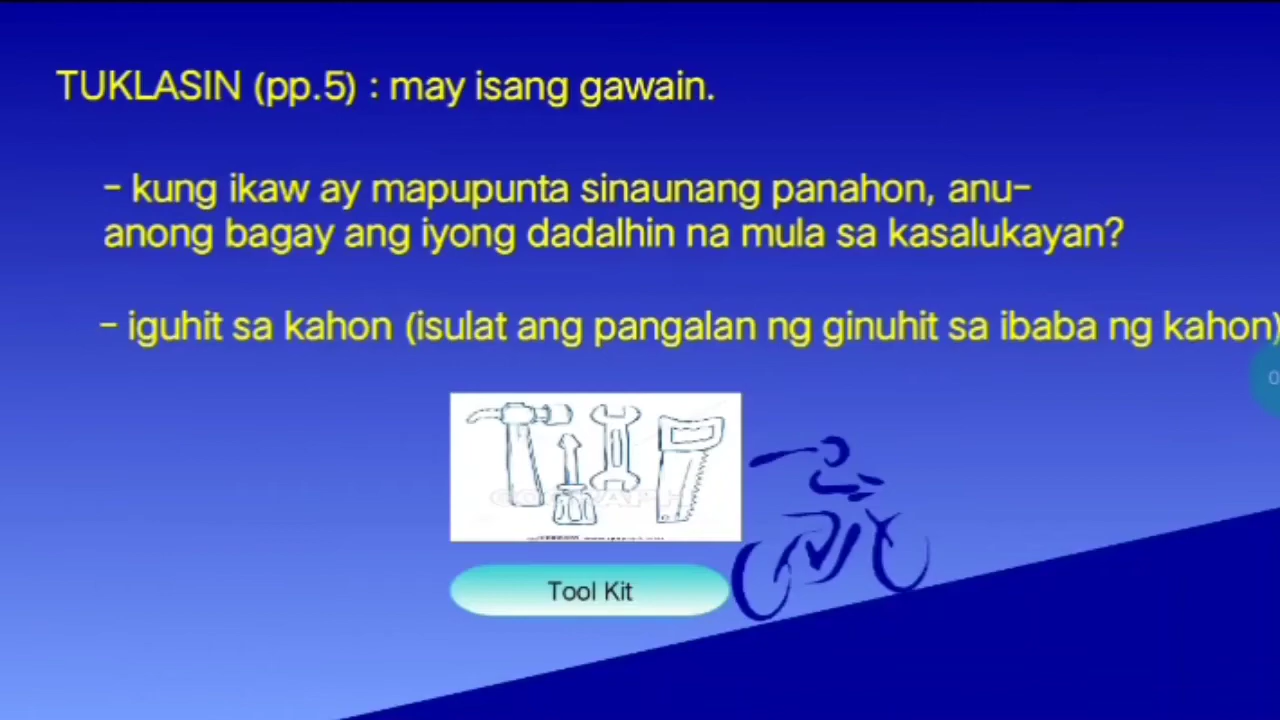 TUKLASIN (pp.5) : may isang gawain.
- kung ikaw ay mapupunta sinaunang panahon, anu-
anong bagay ang iyong dadalhin na mula sa kasalukayan?
- iguhit sa kahon (isulat ang pangalan ng ginuhit sa ibaba ng kahon)
Tool Kit